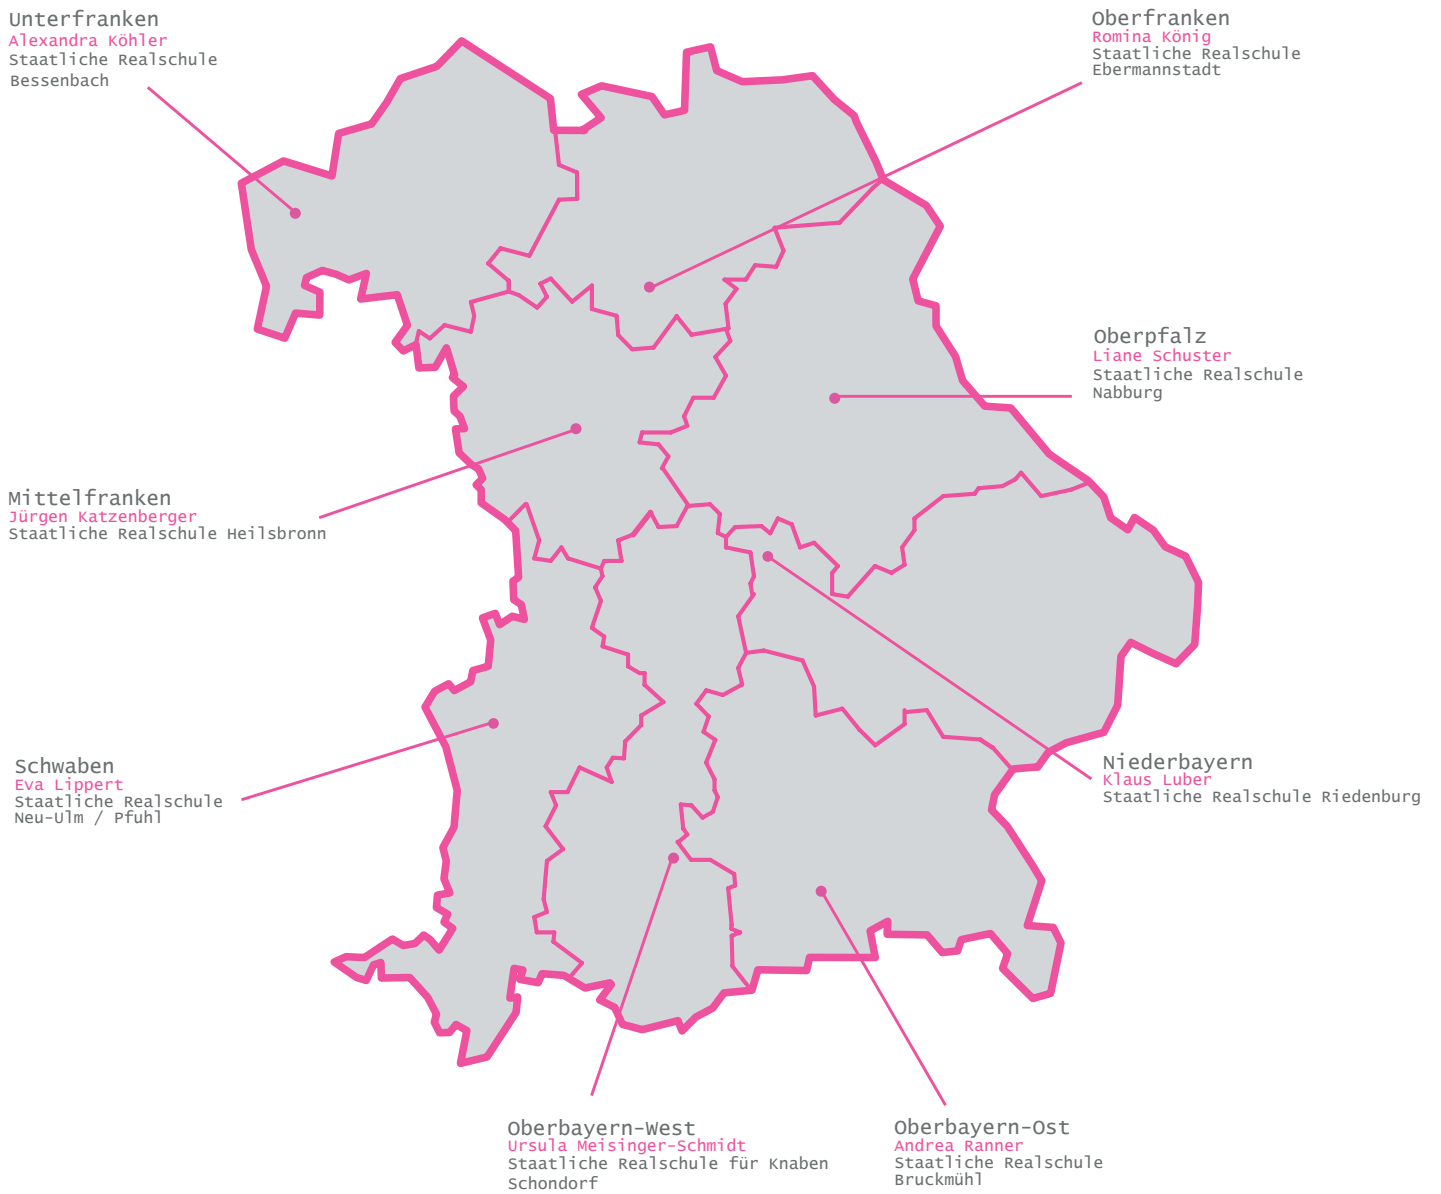 Unterfranken
Alexandra Köhler
Staatliche Realschule
Bessenbach
Oberfranken
Romina König
Staatliche Realschule
Ebermannstadt
Oberpfalz
Liane Schuster
Staatliche Realschule
Nabburg
Mittelfranken
Jürgen Katzenberger
Staatliche Realschule Heilsbronn
Schwaben
Eva Lippert
Staatliche Realschule
Neu-Ulm / Pfuhl
Niederbayern
Klaus Luber
Staatliche Realschule Riedenburg
Oberbayern-West
Ursula Meisinger-Schmidt
Staatliche Realschule für Knaben
Schondorf
Oberbayern-Ost
Andrea Ranner
Staatliche Realschule
Bruckmühl